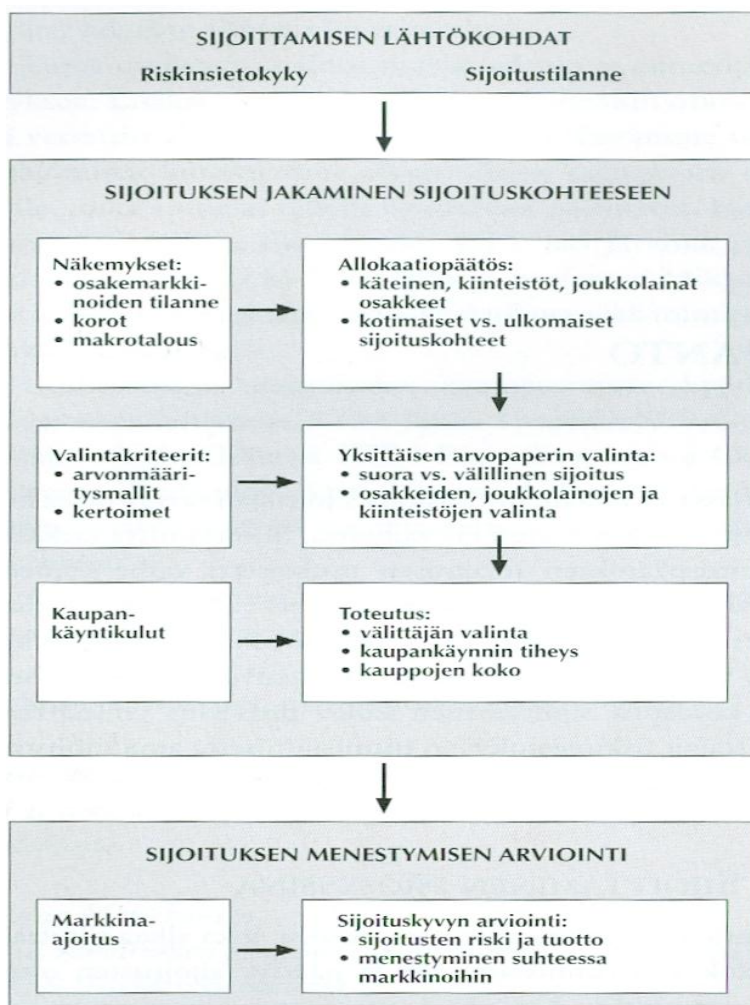 SIJOITTAMISEN LÄHTÖKOHDAT
Riskinsietokyky Sijoitustilanne
SIJOITUKSEN JAKAMINEN SIJOITUSKOHTEESEEN
Näkemykset:
• osakemarkki-
noiden tilanne
• korot
• makrotalous
Allokaatiopäätös:
• käteinen, kiinteistöt, joukkolainat
osakkeet
• kotimaiset vs. ulkomaiset
sijoituskohteet
Valintakriteerit:
• arvonmääri-
tysmallit
• kertoimet
Yksittäisen arvopaperin valinta:
• suora vs. välillinen sijoitus
• osakkeiden, joukkolainojen ja
kiinteistöjen valinta
Kaupan-
käyntikulut
Toteutus:
• välittäjän valinta
• kaupankäynnin tiheys
• kauppojen koko
SIJOITUKSEN MENESTYMISEN ARVIOINTI
Markkina-
ajoitus
Sijoituskyvyn arviointi:
• sijoitusten riski ja tuotto
• menestyminen suhteessa
markkinoihin